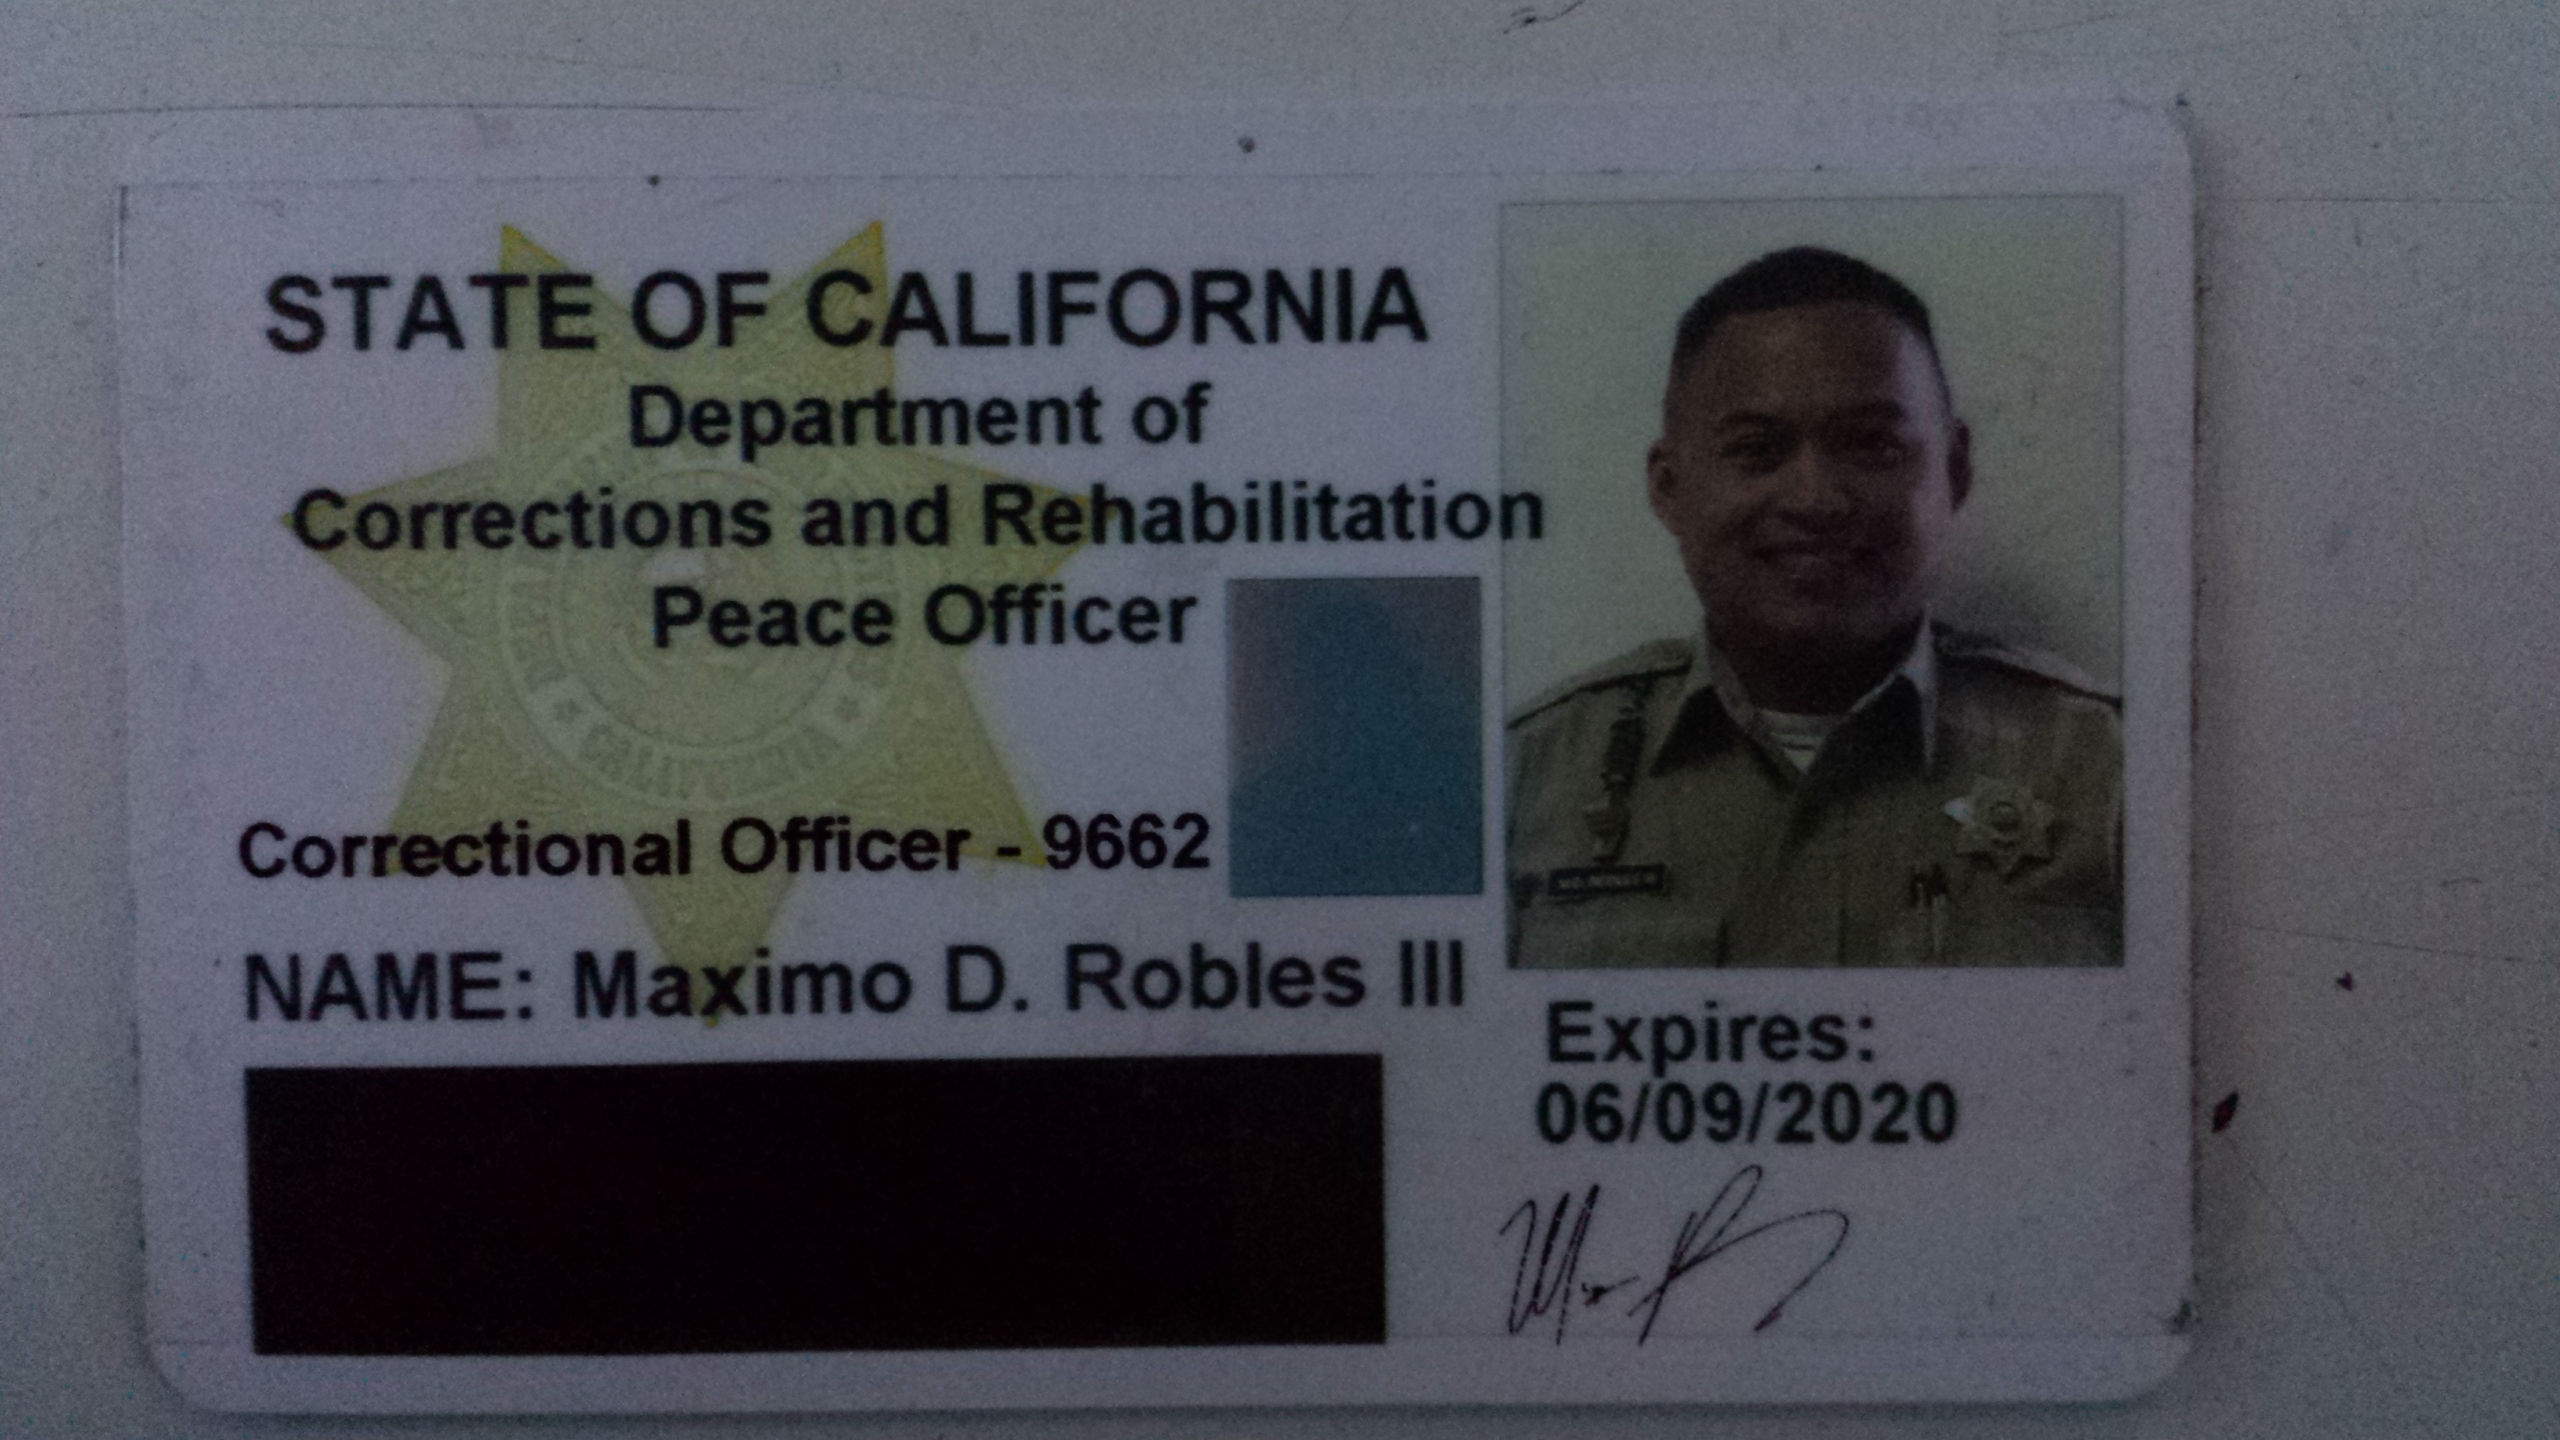 STATE OF CALIFORNIA
Department of
Corrections and Rehabilitation
Peace Officer
CALIFORNIA
Correctional Officer - 9662
NAME: Maximo D. Robles III
Expires:
06/09/2020